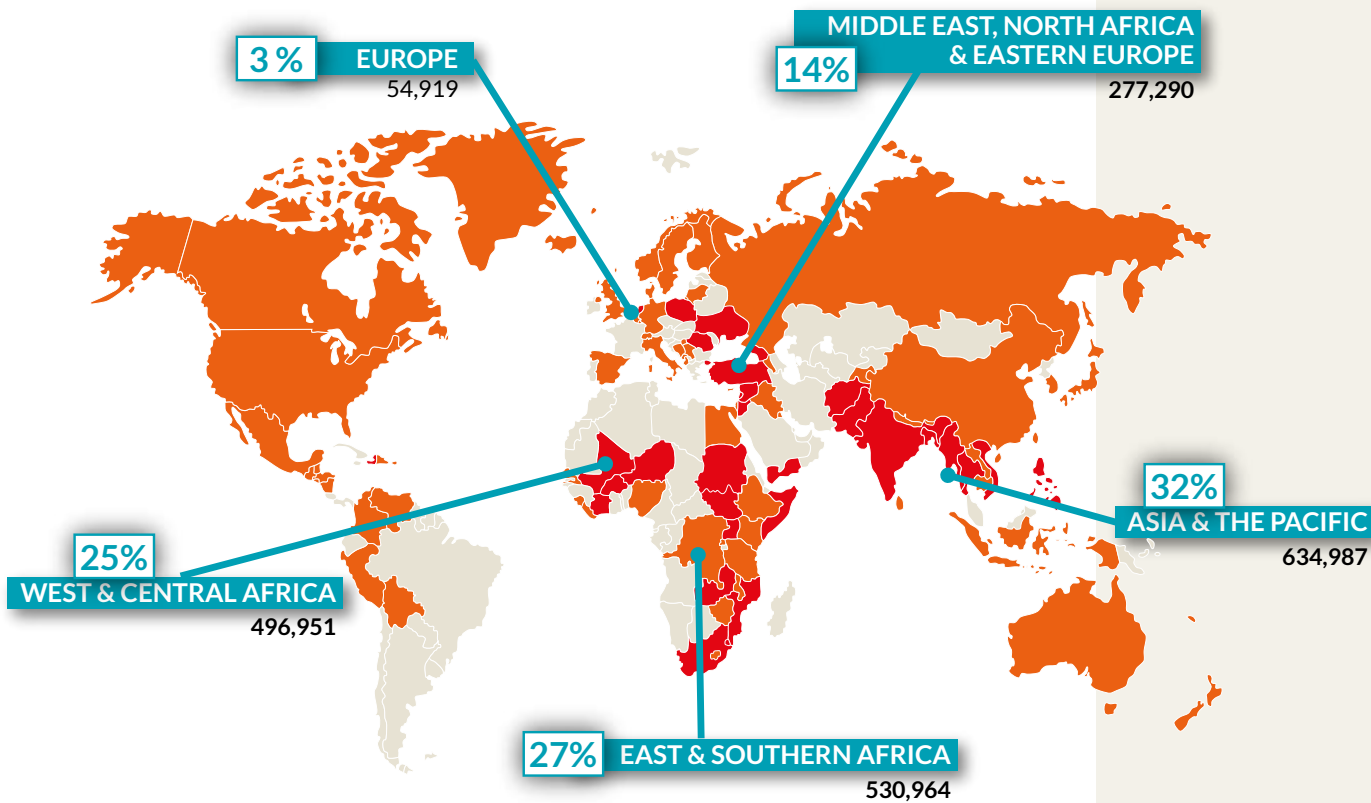 3 %
EUROPE
54,919
MIDDLE EAST, NORTH AFRICA
& EASTERN EUROPE
14%
277,290
32%
ASIA & THE PACIFIC
634,987
25%
WEST & CENTRAL AFRICA
496,951
27%
EAST & SOUTHERN AFRICA
530,964